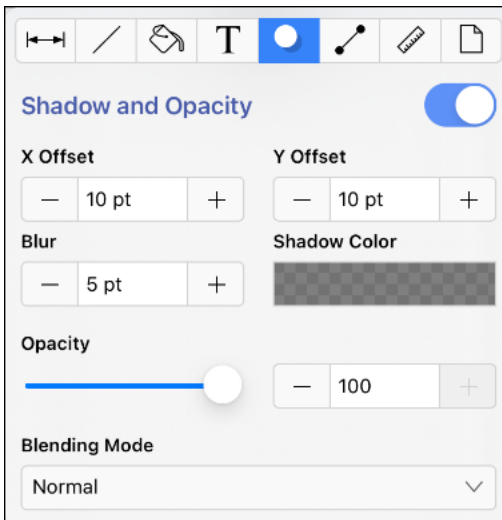 T
Shadow and Opacity
X Offset Y Offset
10 pt 10 pt
Blur Shadow Color
5 pt
Opacity
100
Blending Mode
Normal